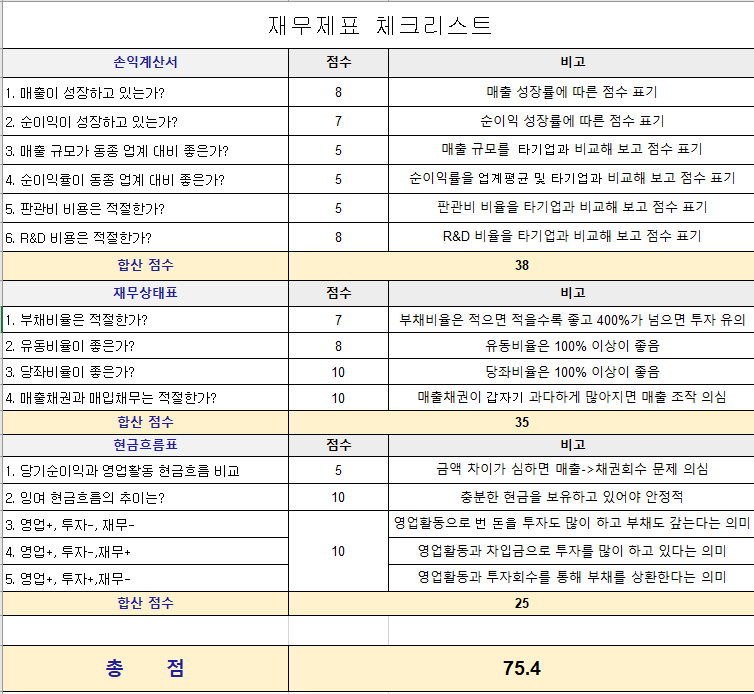 재무제표 체크리스트
손익계산서 점수 비고
1. 매출이 성장하고 있는가? 8 매출 성장률에 따른 점수 표기
2. 순이익이 성장하고 있는가? 7 순이익 성장률에 따른 점수 표기
3. 매출 규모가 동종 업계 대비 좋은가? 5 매출 규모를 타기업과 비교해 보고 점수 표기
4. 순이익률이 동종 업계 대비 좋은가? 5 순이익률을 업계평균 및 타기업과 비교해 보고 점수 표기
5. 판관비 비용은 적절한가? 5 판관비 비율을 타기업과 비교해 보고 점수 표기
6. R&D 비용은 적절한가? 8 R&D 비율을 타기업과 비교해 보고 점수 표기
합산 점수 38
재무상태표 점수 비고
1. 부채비율은 적절한가? 7 부채비율은 적으면 적을수록 좋고 400%가 넘으면 투자 유의
2. 유동비율이 좋은가? 8 유동비율은 100% 이상이 좋음
3. 당좌비율이 좋은가? 10 당좌비율은 100% 이상이 좋음
4. 매출채권과 매입채무는 적절한가? 10 매출채권이 갑자기 과다하게 많아지면 매출 조작 의심
합산 점수 35
현금흐름표 점수 비고
1. 당기순이익과 영업활동 현금흐름 비교 5 금액 차이가 심하면 매출->채권회수 문제 의심
2. 잉여 현금흐름의 추이는? 10 충분한 현금을 보유하고 있어야 안정적
3. 영업+, 투자-, 재무- 영업활동으로 번 돈을 투자도 많이 하고 부채도 갚는다는 의미
4. 영업+, 투자-,재무+ 10 영업활동과 차입금으로 투자를 많이 하고 있다는 의미
5. 영업+, 투자+,재무- 영업활동과 투자회수를 통해 부채를 상환한다는 의미
합산 점수 25
총 점 75.4